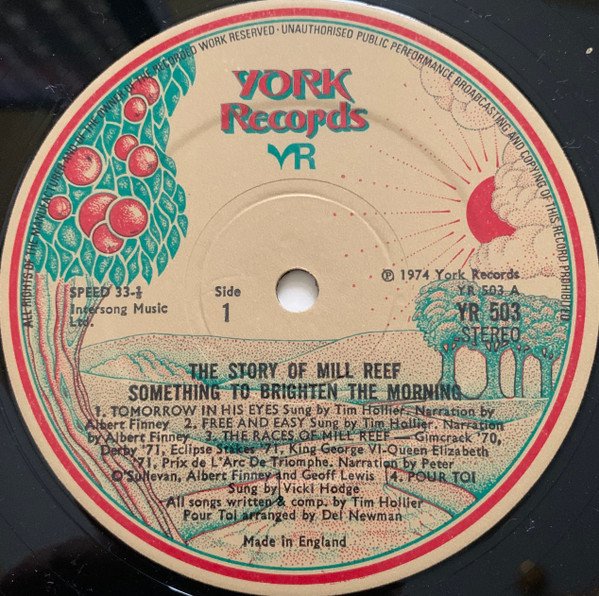 ALL RIGHTS OF THE MANUFACTURER AND OF THE OWNER OF THE RECORDED WORK RESERVED · UNAUTHORISED PUBLIC PERFORMANCE BROADCASTING AND COPYING OF THIS RECORD PROHIBITED
YORK
Records
YR
SPEED 33-⅓
Intersong Music
Ltd.
Side
1
℗ 1974 York Records
YR 503 A
YR 503
STEREO
THE STORY OF MILL REEF
SOMETHING TO BRIGHTEN THE MORNING
1. TOMORROW IN HIS EYES Sung by Tim Hollier. Narration by
Albert Finney 2. FREE AND EASY Sung by Tim Hollier. Narration
by Albert Finney 3. THE RACES OF MILL REEF — Gimcrack '70,
Derby '71, Eclipse Stakes '71, King George VI-Queen Elizabeth
'71, Prix de L'Arc De Triomphe. Narration by Peter
O'Sullevan, Albert Finney and Geoff Lewis 4. POUR TOI
Sung by Vicki Hodge
All songs written & comp. by Tim Hollier
Pour Toi arranged by Del Newman
Made in England